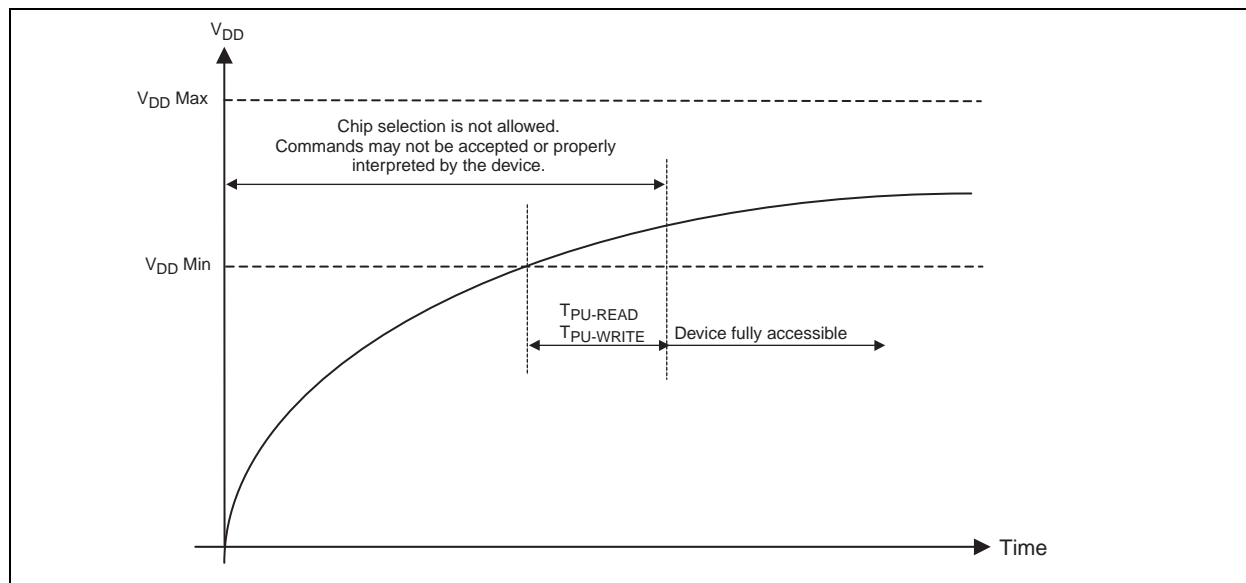 VDD
VDD Max
Chip selection is not allowed.
Commands may not be accepted or properly
interpreted by the device.
VDD Min
TPU-READ
TPU-WRITE
Device fully accessible
Time